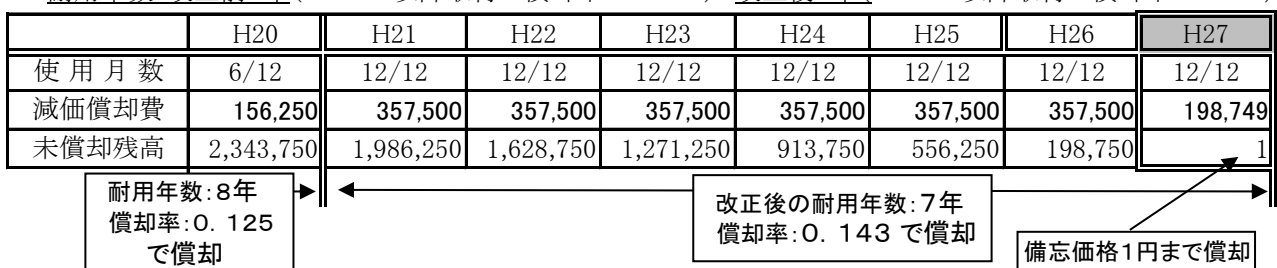 H20 H21 H22 H23 H24 H25 H26 H27
使用月数 6/12 12/12 12/12 12/12 12/12 12/12 12/12 12/12
減価償却費 156,250 357,500 357,500 357,500 357,500 357,500 357,500 198,749
未償却残高 2,343,750 1,986,250 1,628,750 1,271,250 913,750 556,250 198,750 1
耐用年数:8年
償却率:0.125
で償却
改正後の耐用年数:7年
償却率:0.143 で償却
備忘価格1円まで償却